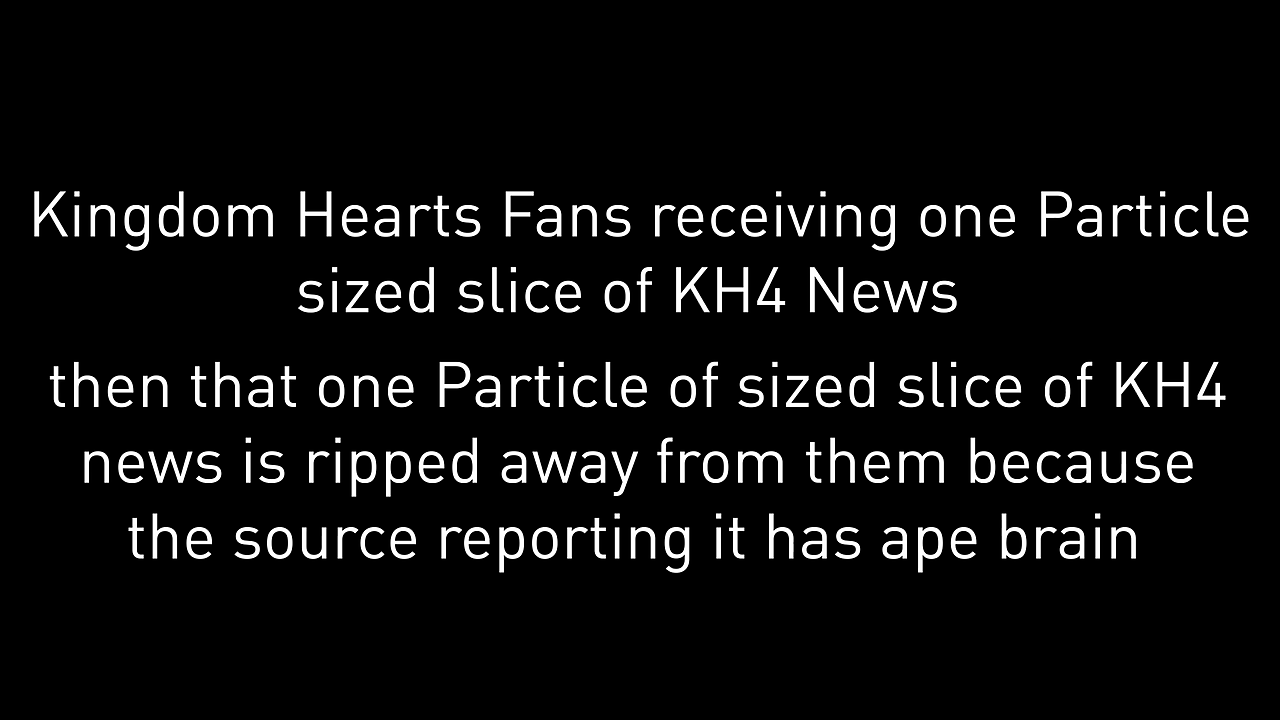 Kingdom Hearts Fans receiving one Particle
sized slice of KH4 News
then that one Particle of sized slice of KH4
news is ripped away from them because
the source reporting it has ape brain